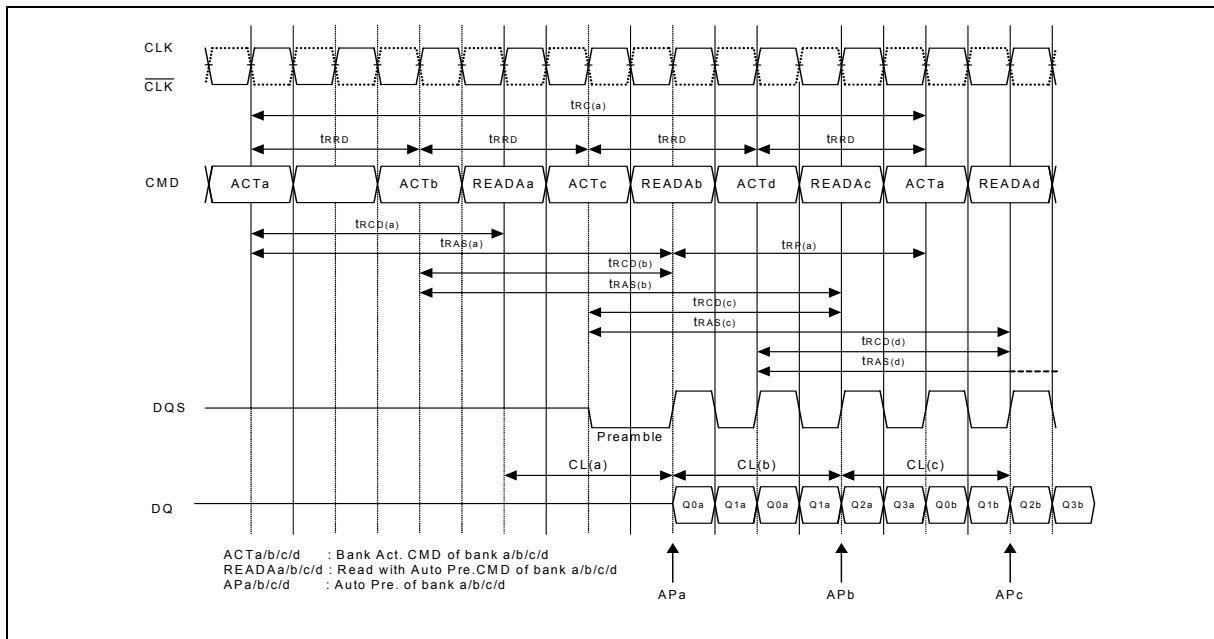 CLK
CLK
tRC(a)
tRRD tRRD tRRD tRRD
CMD ACTa ACTb READAa ACTc READAb ACTd READAc ACTa READAd
tRCD(a)
tRAS(a) tRP(a)
tRCD(b)
tRAS(b)
tRCD(c)
tRAS(c)
tRCD(d)
tRAS(d)
DQS
Preamble
CL(a) CL(b) CL(c)
DQ Q0a Q1a Q0a Q1a Q2a Q3a Q0b Q1b Q2b Q3b
ACTa/b/c/d : Bank Act. CMD of bank a/b/c/d
READAa/b/c/d : Read with Auto Pre.CMD of bank a/b/c/d
APa/b/c/d : Auto Pre. of bank a/b/c/d
APa APb APc